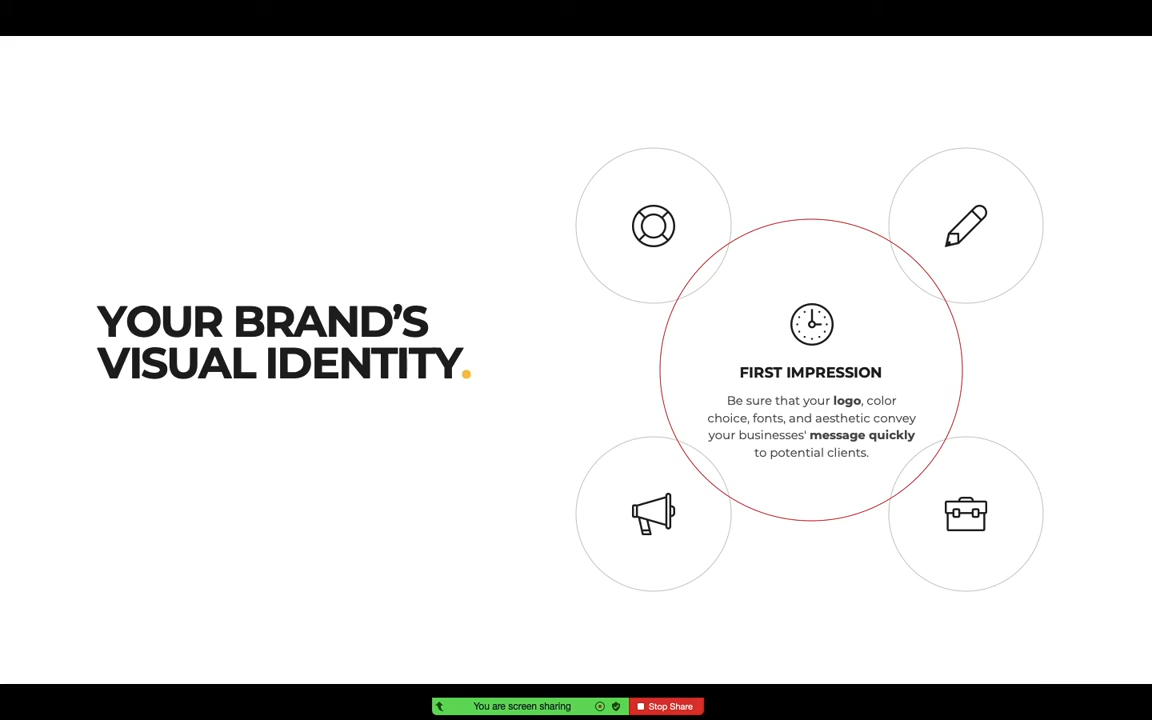 YOUR BRAND’S
VISUAL IDENTITY.
FIRST IMPRESSION
Be sure that your logo, color
choice, fonts, and aesthetic convey
your businesses' message quickly
to potential clients.
You are screen sharing
Stop Share